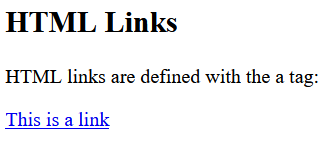 HTML Links
HTML links are defined with the a tag:
This is a link